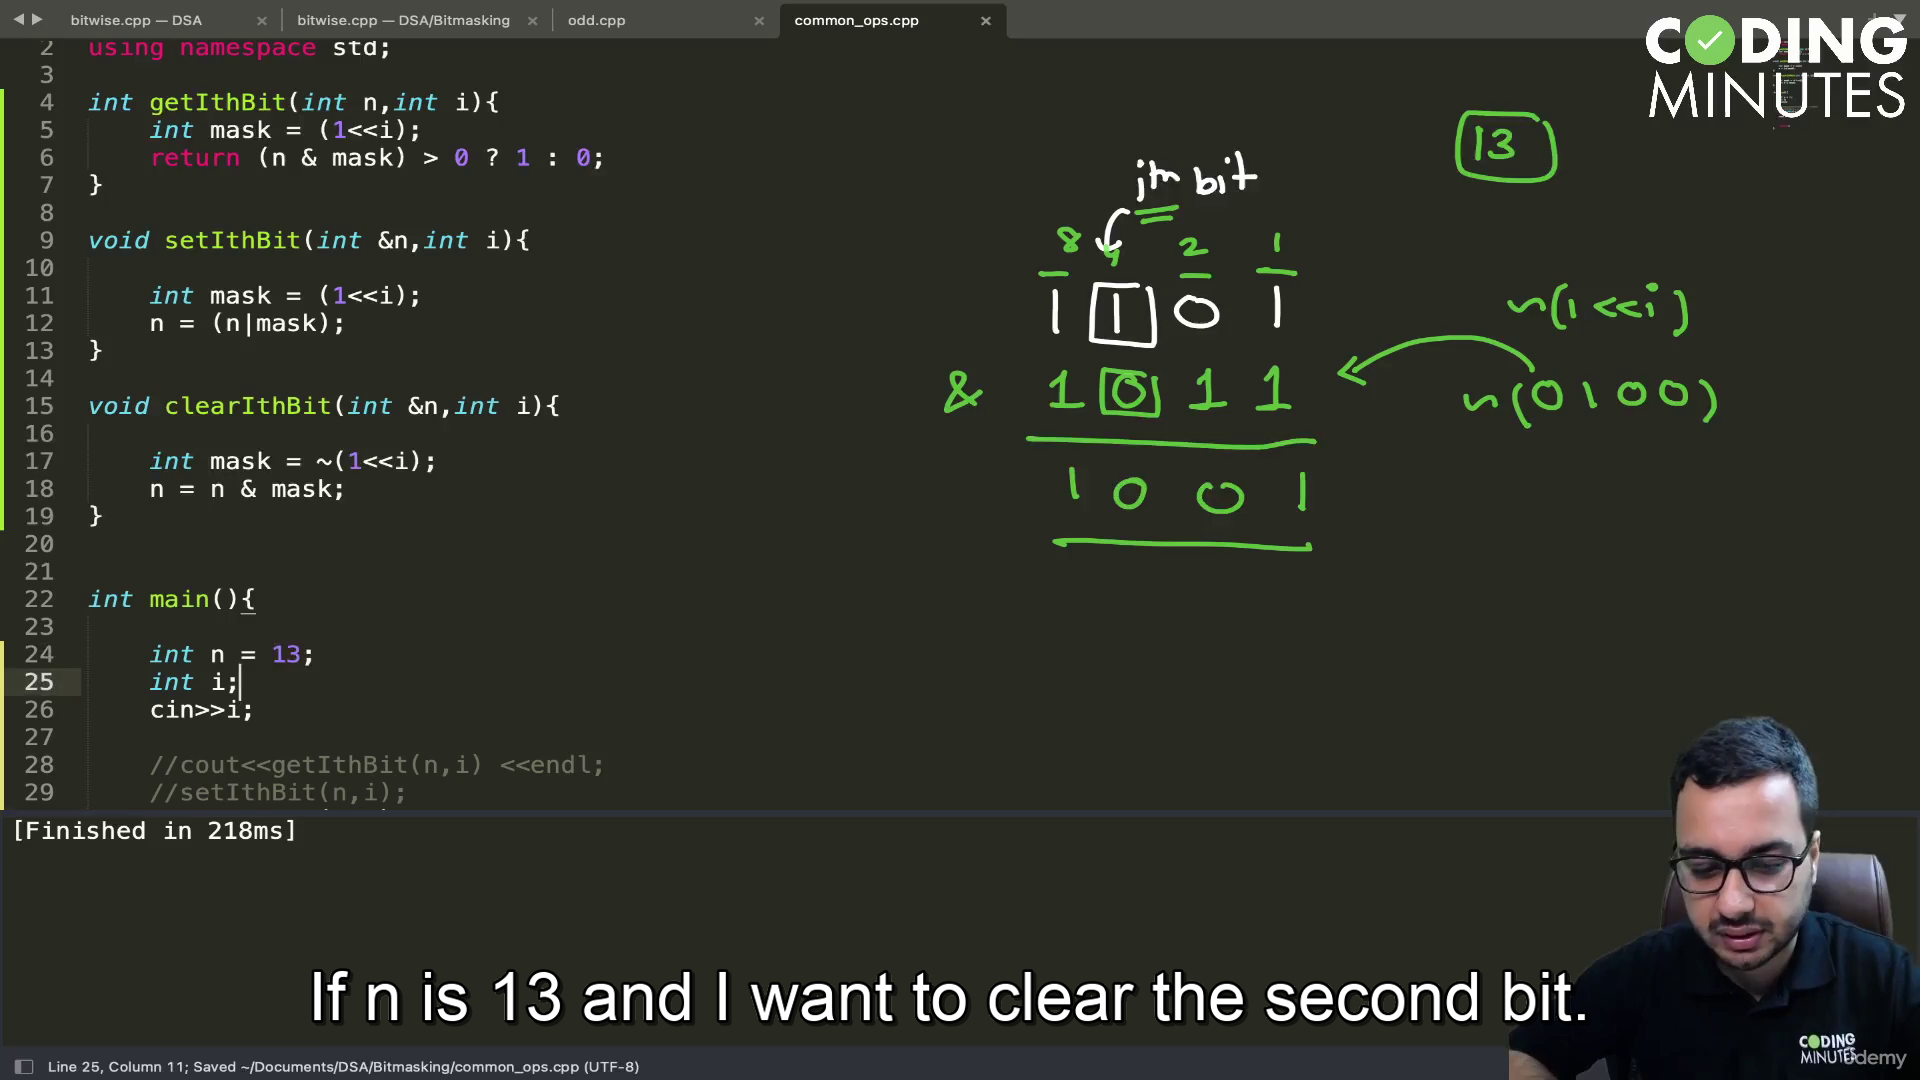 bitwise.cpp — DSA
bitwise.cpp — DSA/Bitmasking
odd.cpp
common_ops.cpp
CODING
MINUTES
2 using namespace std;
3
4 int getIthBit(int n,int i){
5 int mask = (1<<i);
6 return (n & mask) > 0 ? 1 : 0;
7 }
8
9 void setIthBit(int &n,int i){
10
11 int mask = (1<<i);
12 n = (n|mask);
13 }
14
15 void clearIthBit(int &n,int i){
16
17 int mask = ~(1<<i);
18 n = n & mask;
19 }
20
21
22 int main(){
23
24 int n = 13;
25 int i;
26 cin>>i;
27
28 //cout<<getIthBit(n,i) <<endl;
29 //setIthBit(n,i);
13
ith bit
8 4 2 1
1 1 0 1
~(1<<i)
& 1 0 1 1
~(0100)
1 0 0 1
[Finished in 218ms]
If n is 13 and I want to clear the second bit.
CODING
MINUTES
Udemy
Line 25, Column 11; Saved ~/Documents/DSA/Bitmasking/common_ops.cpp (UTF-8)